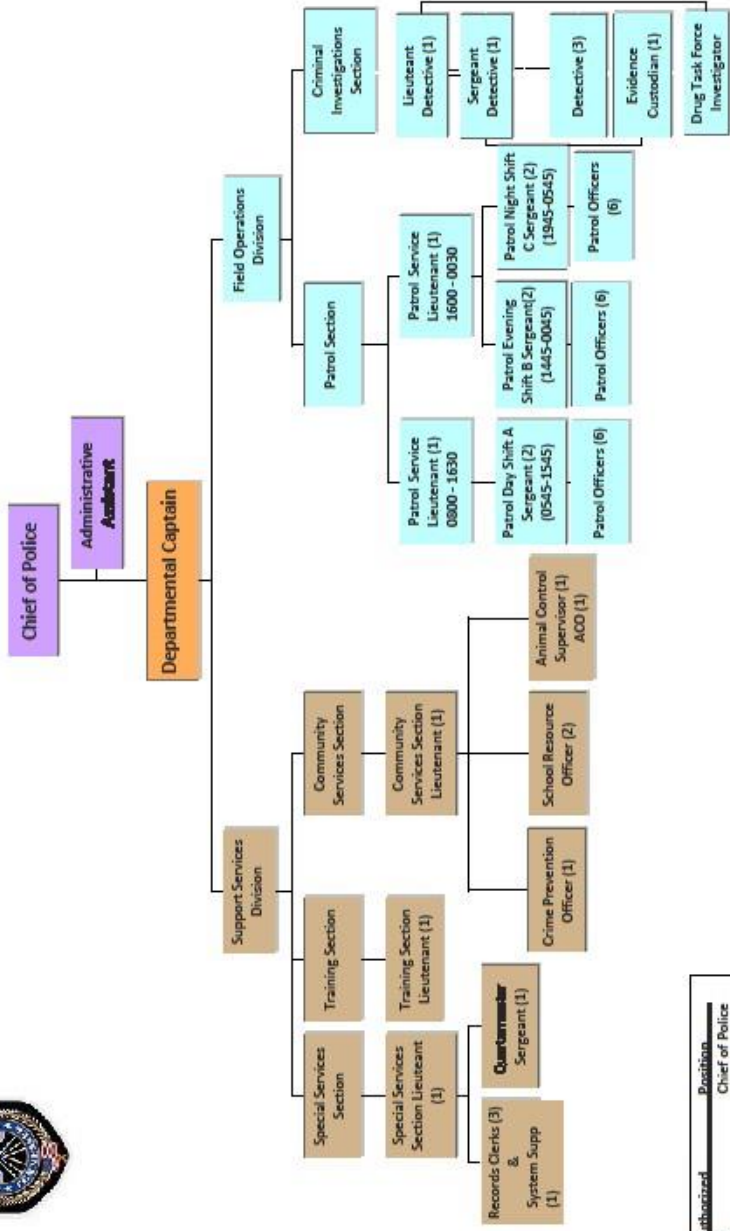 Chief of Police
Administrative
Assistant
Departmental Captain
Support Services
Division
Field Operations
Division
Special Services
Section
Training Section
Community
Services Section
Patrol Section
Criminal
Investigations
Section
Special Services
Section Lieuteant
(1)
Training Section
Lieutenant (1)
Community
Services Section
Lieutenant (1)
Patrol Service
Lieutenant (1)
0800 - 1630
Patrol Service
Lieutenant (1)
1600 - 0030
Lieuteant
Detective (1)
Sergeant
Detective (1)
Detective (3)
Evidence
Custodian (1)
Drug Task Force
Investigator
Records Clerks (3)
&
System Supp
(1)
Quartermaster
Sergeant (1)
Crime Prevention
Officer (1)
School Resource
Officer (2)
Animal Control
Supervisor (1)
ACO (1)
Patrol Day Shift A
Sergeant (2)
(0545-1545)
Patrol Evening
Shift B Sergeant(2)
(1445-0045)
Patrol Night Shift
C Sergeant (2)
(1945-0545)
Patrol Officers (6)
Patrol Officers (6)
Patrol Officers
(6)
Position
Chief of Police